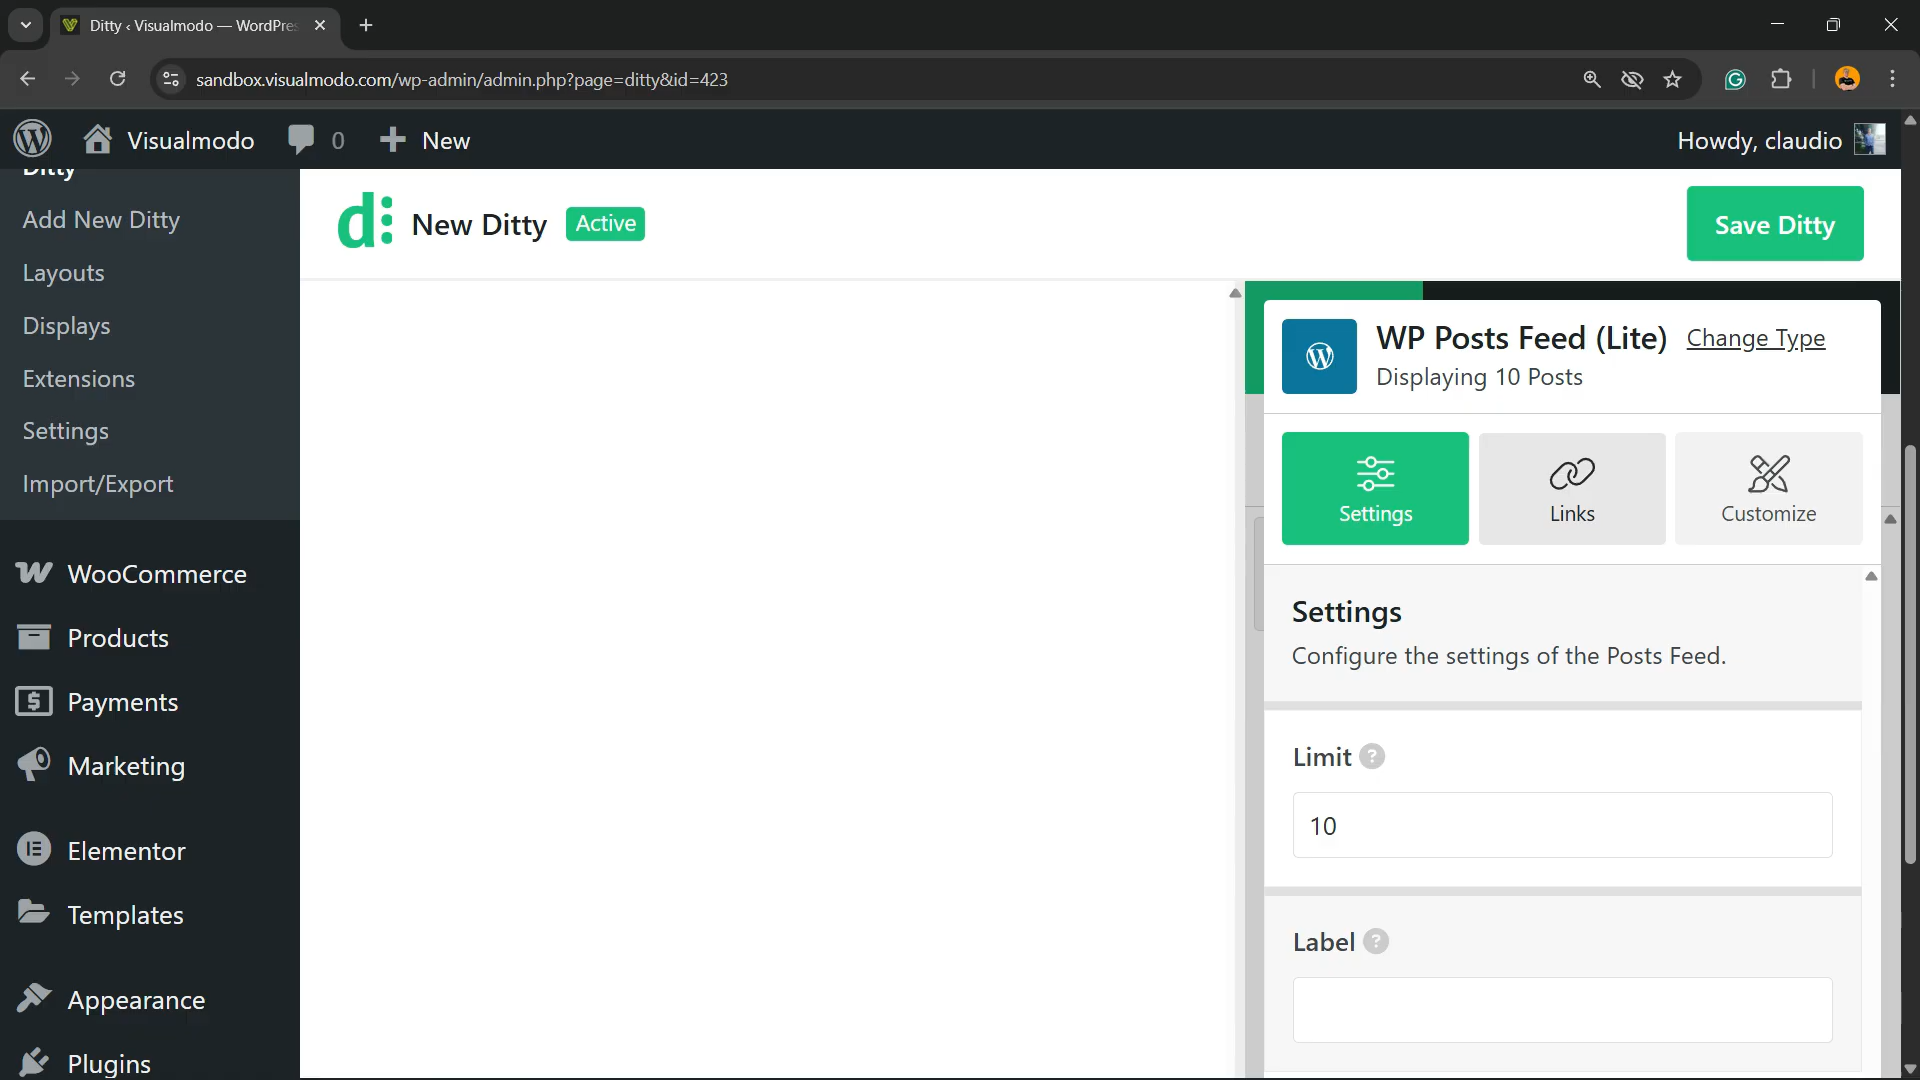 Ditty ‹ Visualmodo — WordPres
sandbox.visualmodo.com/wp-admin/admin.php?page=ditty&id=423
Visualmodo
0
New
Howdy, claudio
Ditty
Add New Ditty
Layouts
Displays
Extensions
Settings
Import/Export
WooCommerce
Products
Payments
Marketing
Elementor
Templates
Appearance
Plugins
d:
New Ditty
Active
Save Ditty
WP Posts Feed (Lite)
Change Type
Displaying 10 Posts
Settings
Links
Customize
Settings
Configure the settings of the Posts Feed.
Limit ?
10
Label ?